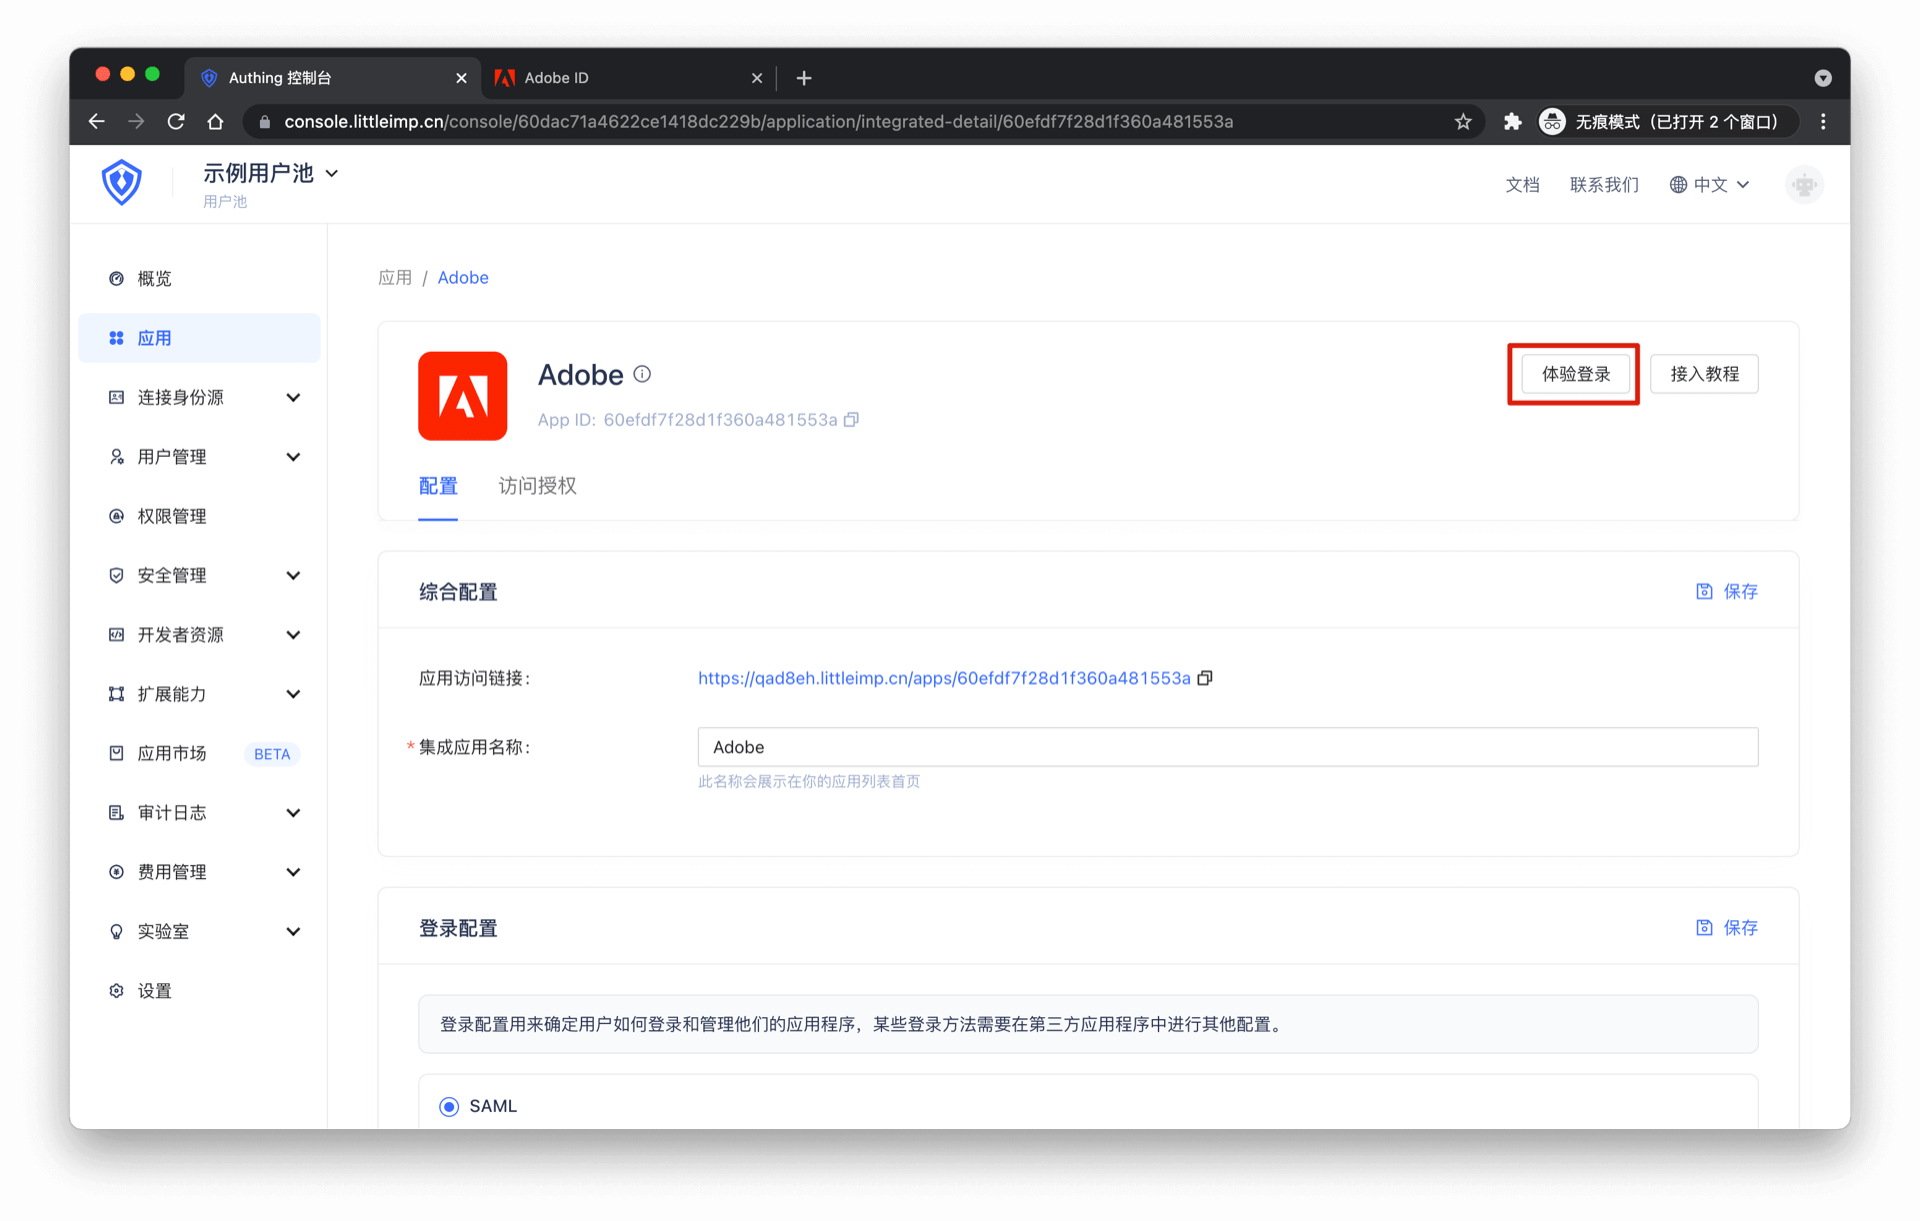 Authing 控制台
Adobe ID
console.littleimp.cn/console/60dac71a4622ce1418dc229b/application/integrated-detail/60efdf7f28d1f360a481553a
无痕模式（已打开 2 个窗口）
示例用户池
用户池
文档
联系我们
中文
概览
应用
连接身份源
用户管理
权限管理
安全管理
开发者资源
扩展能力
应用市场
BETA
审计日志
费用管理
实验室
设置
应用 / Adobe
Adobe
App ID: 60efdf7f28d1f360a481553a
体验登录
接入教程
配置
访问授权
综合配置
保存
应用访问链接:
https://qad8eh.littleimp.cn/apps/60efdf7f28d1f360a481553a
* 集成应用名称:
Adobe
此名称会展示在你的应用列表首页
登录配置
保存
登录配置用来确定用户如何登录和管理他们的应用程序，某些登录方法需要在第三方应用程序中进行其他配置。
SAML